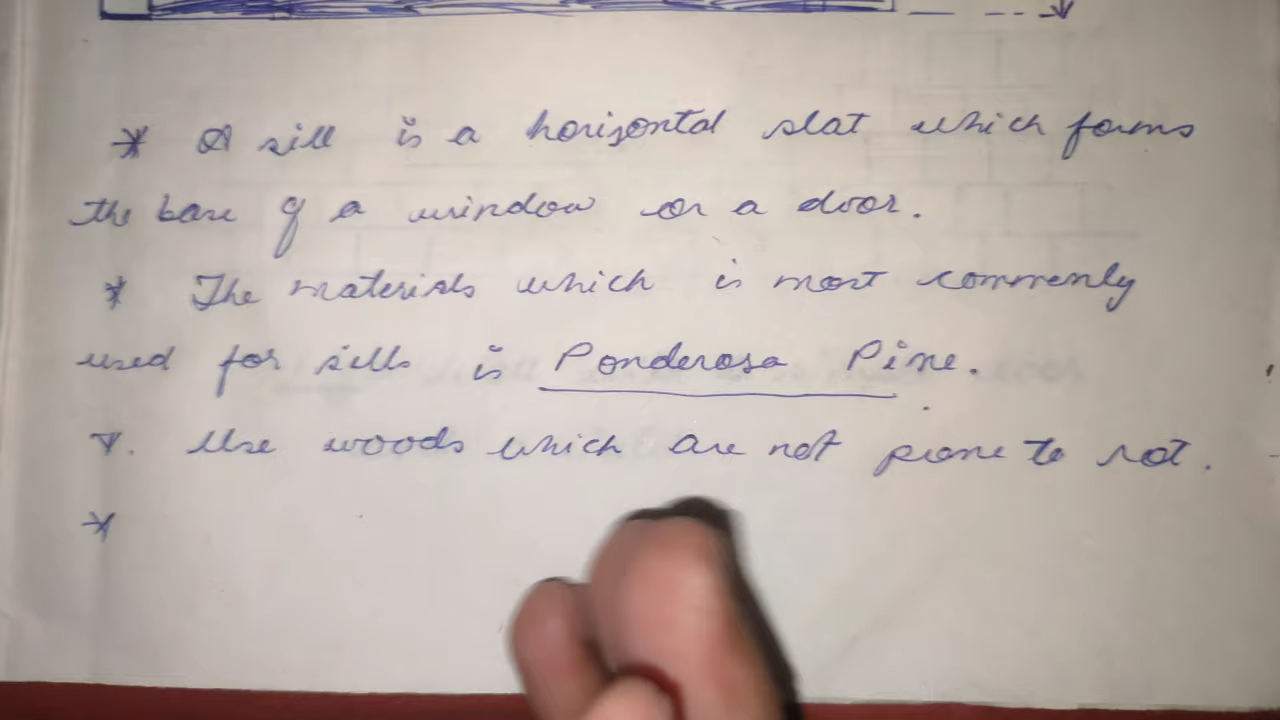 * A sill is a horizontal slat which forms
the base of a window or a door.
* The materials which is most commonly
used for sills is Ponderosa Pine.
* Use woods which are not prone to rot.
*